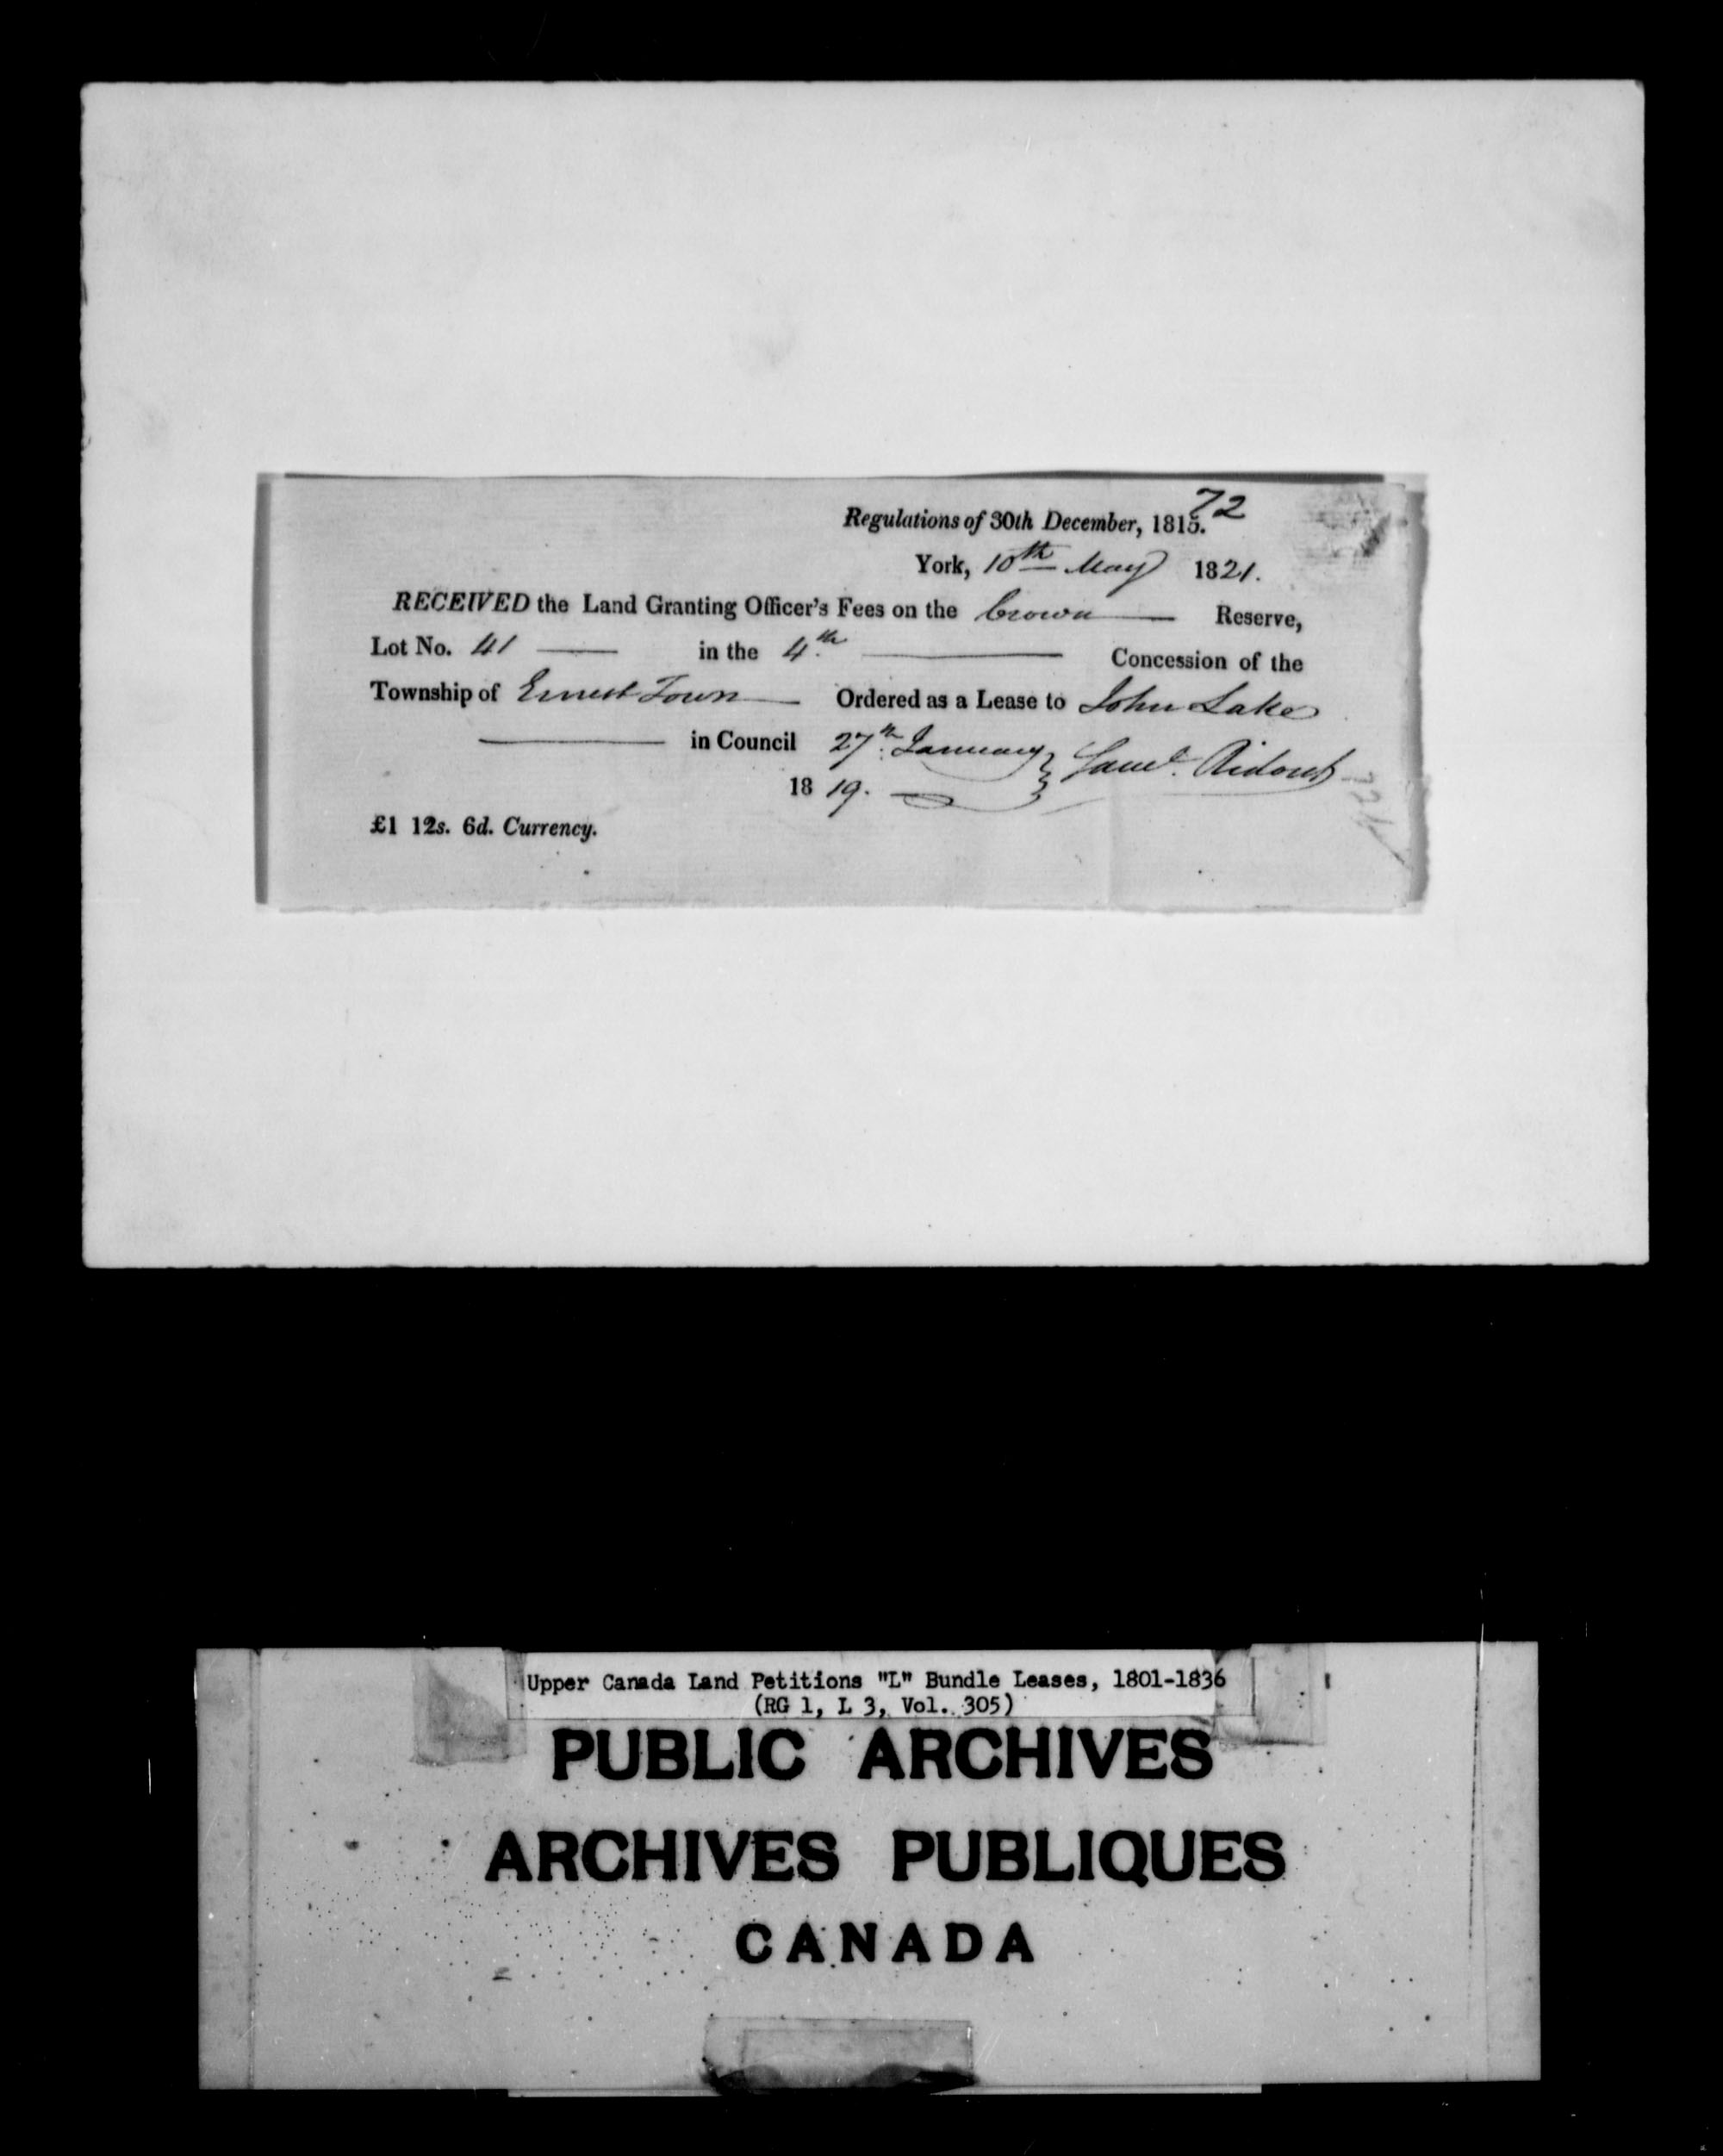 72
Regulations of 30th December, 1815.
York, 10th May 1821.
RECEIVED the Land Granting Officer's Fees on the Crown Reserve,
Lot No. 41 in the 4th Concession of the
Township of Ernest Town Ordered as a Lease to John Lake
in Council 27th January Saml. Ridout
18 19.
£1 12s. 6d. Currency.
Upper Canada Land Petitions "L" Bundle Leases, 1801-1836
(RG 1, L 3, Vol. 305)
PUBLIC ARCHIVES
ARCHIVES PUBLIQUES
CANADA